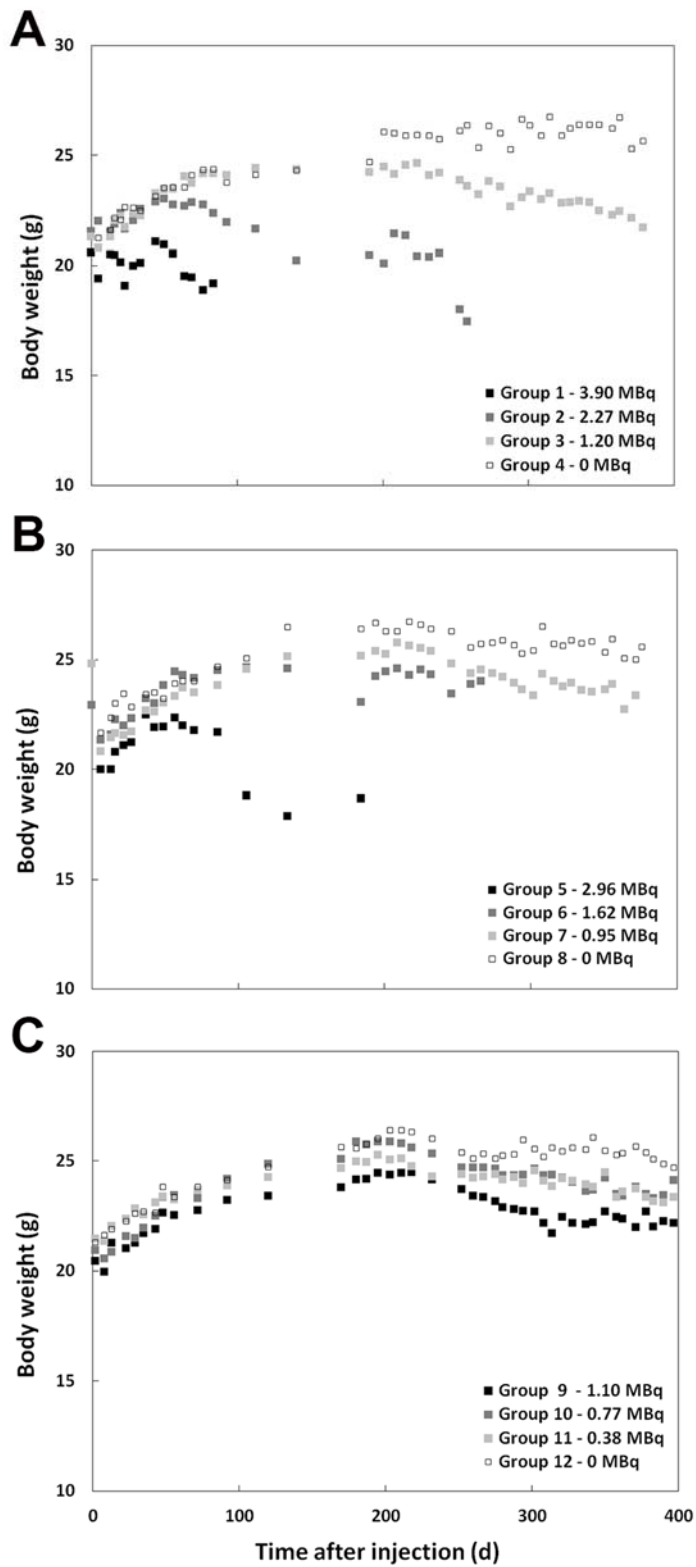 A
30
25
20
15
10
Body weight (g)
Group 1 - 3.90 MBq
Group 2 - 2.27 MBq
Group 3 - 1.20 MBq
Group 4 - 0 MBq
B
30
25
20
15
10
Body weight (g)
Group 5 - 2.96 MBq
Group 6 - 1.62 MBq
Group 7 - 0.95 MBq
Group 8 - 0 MBq
C
30
25
20
15
10
Body weight (g)
Group 9 - 1.10 MBq
Group 10 - 0.77 MBq
Group 11 - 0.38 MBq
Group 12 - 0 MBq
0 100 200 300 400
Time after injection (d)